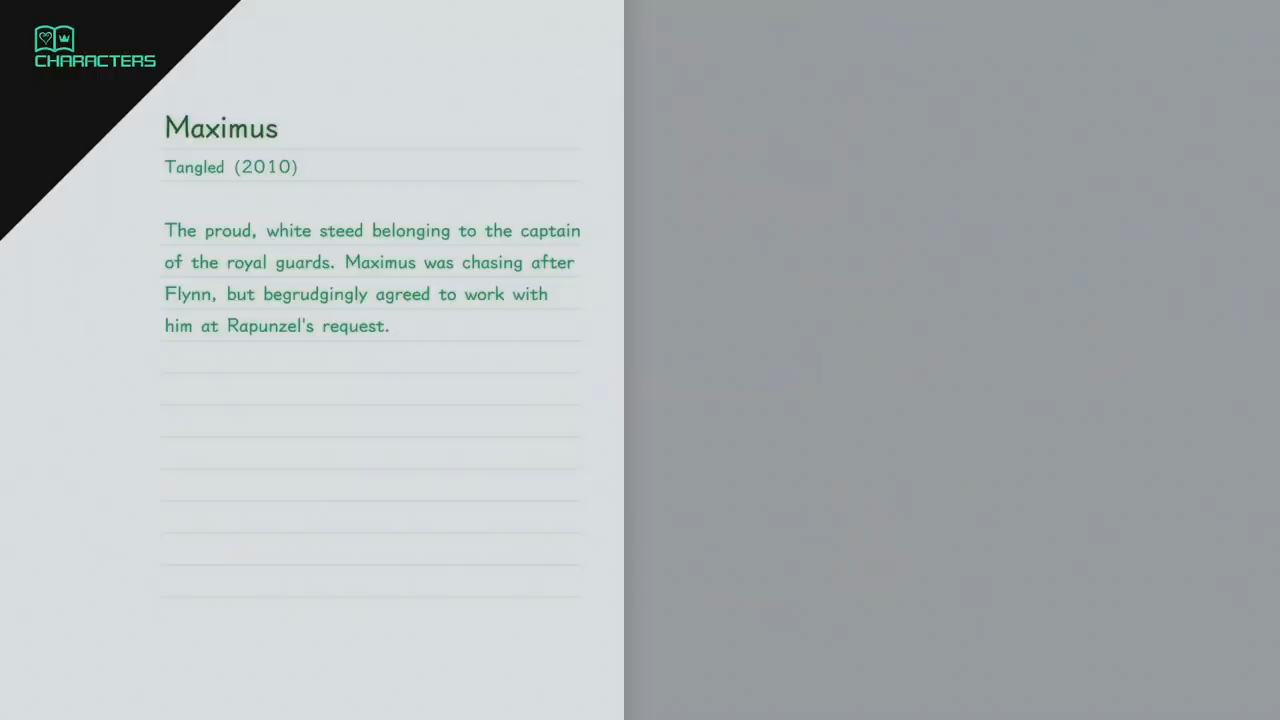 CHARACTERS
Maximus
Tangled (2010)
The proud, white steed belonging to the captain
of the royal guards. Maximus was chasing after
Flynn, but begrudgingly agreed to work with
him at Rapunzel's request.